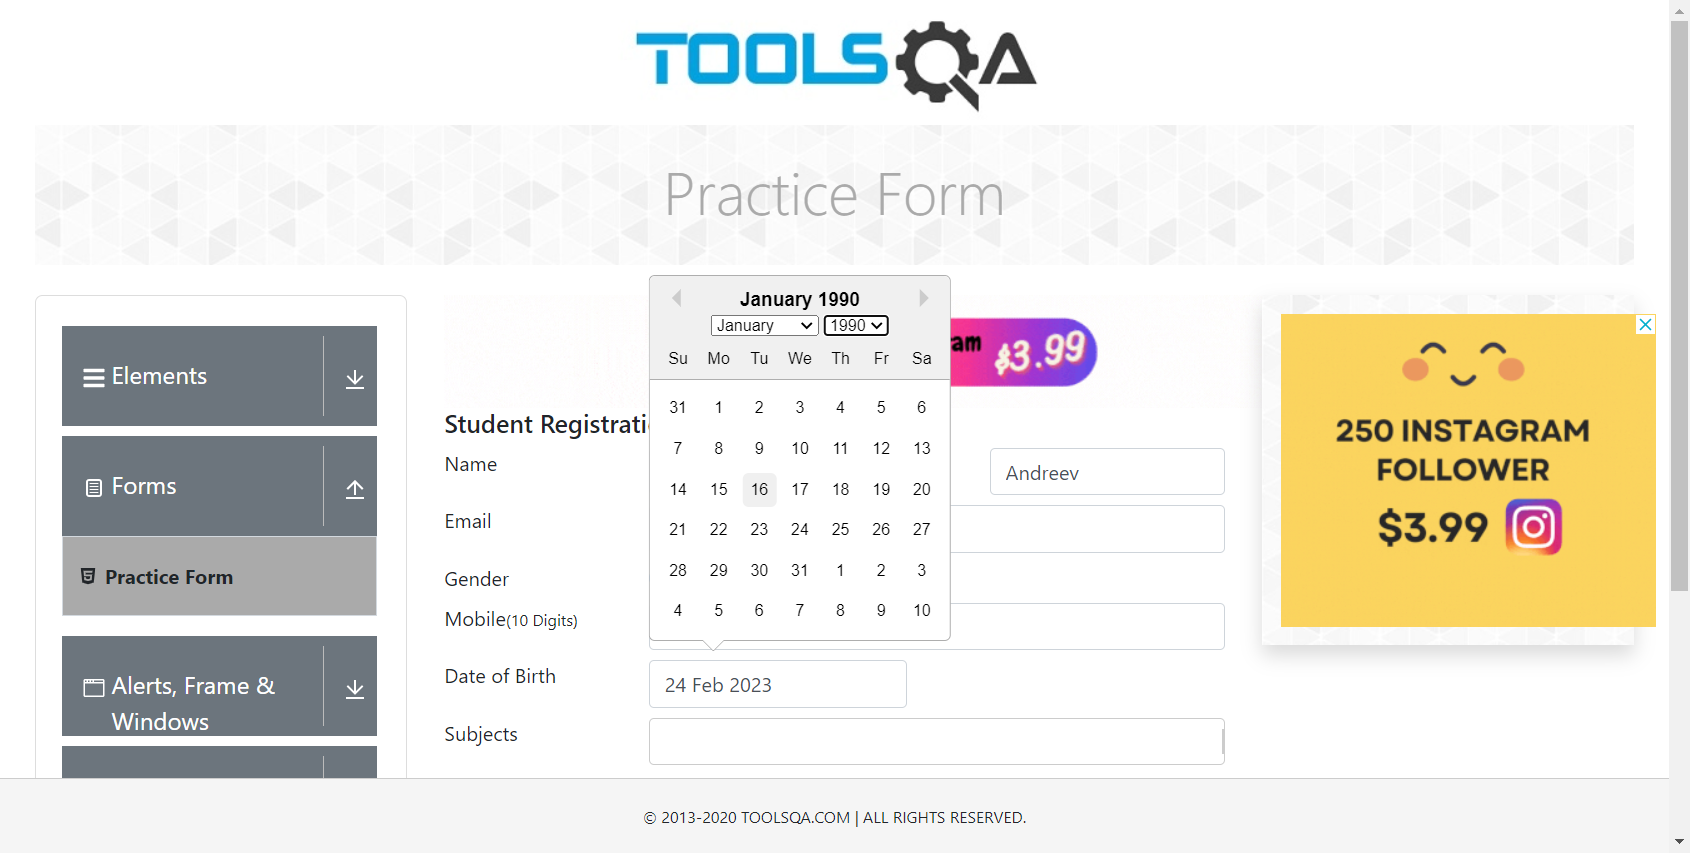 TOOLSQA
Practice Form
Elements
Forms
Practice Form
Alerts, Frame &
Windows
January 1990
January 1990
Su Mo Tu We Th Fr Sa
31 1 2 3 4 5 6
7 8 9 10 11 12 13
14 15 16 17 18 19 20
21 22 23 24 25 26 27
28 29 30 31 1 2 3
4 5 6 7 8 9 10
$3.99
Student Registrati
Name
Andreev
Email
Gender
Mobile(10 Digits)
Date of Birth
24 Feb 2023
Subjects
250 INSTAGRAM
FOLLOWER
$3.99
© 2013-2020 TOOLSQA.COM | ALL RIGHTS RESERVED.